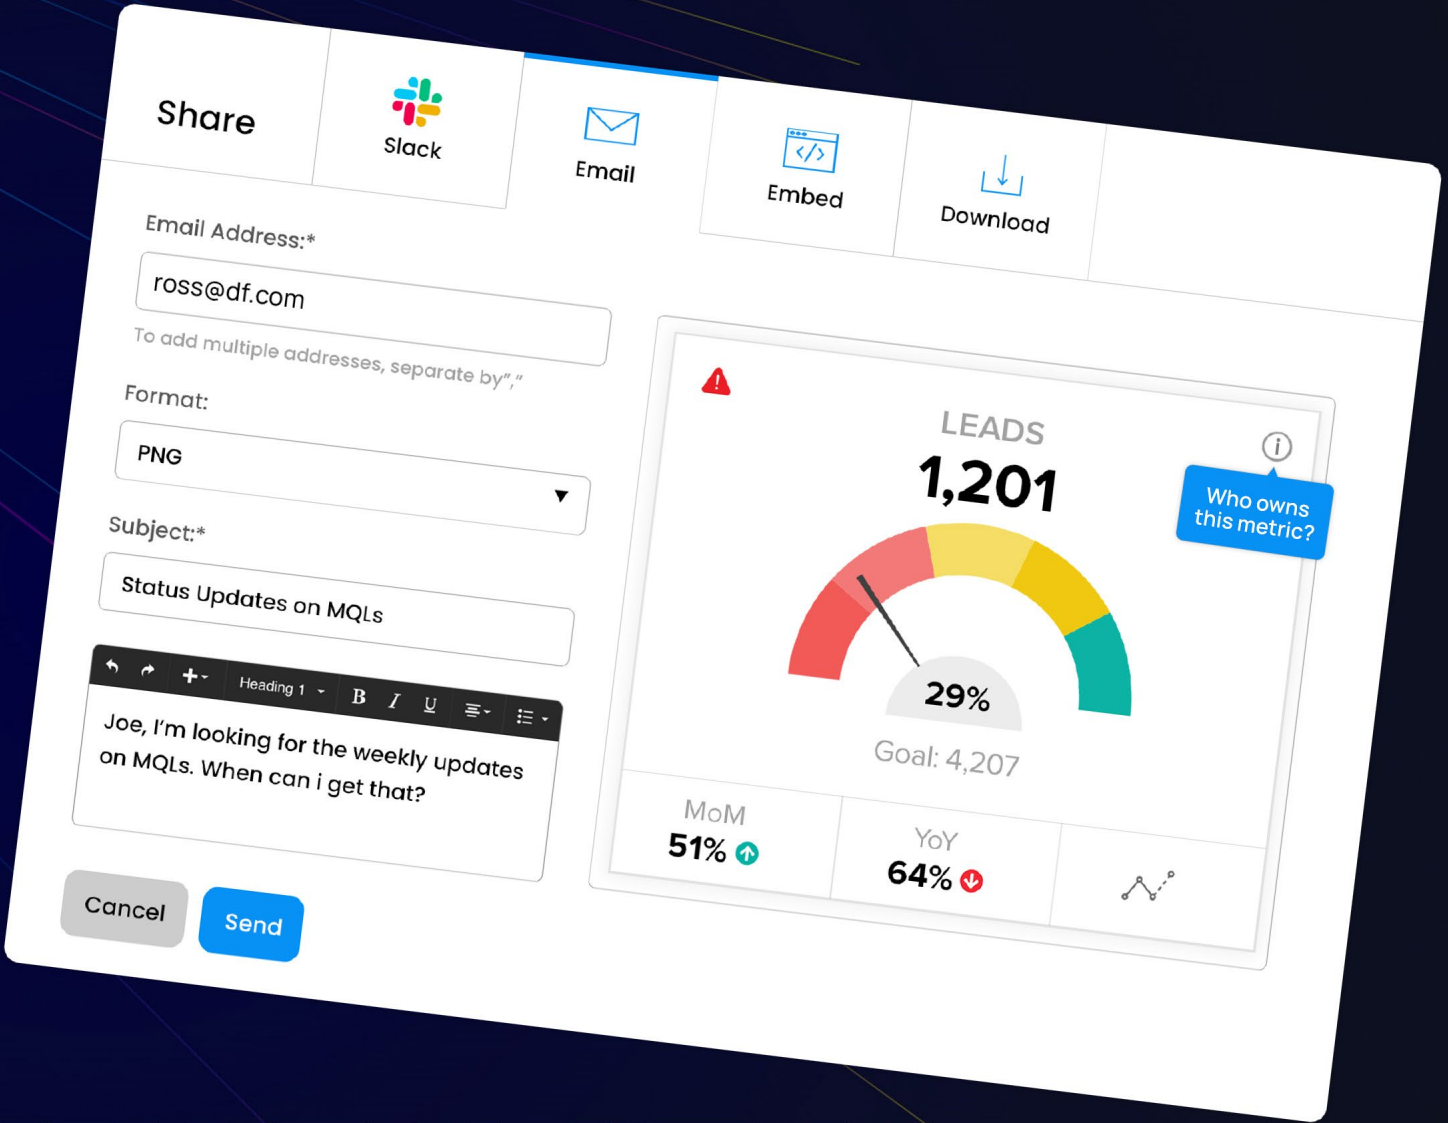 Share
Slack
Email
Embed
Download
Email Address:*
ross@df.com
To add multiple addresses, separate by”,”
Format:
PNG
Subject:*
Status Updates on MQLs
Heading 1
B I U
Joe, I’m looking for the weekly updates
on MQLs. When can i get that?
Cancel
Send
LEADS
1,201
Who owns
this metric?
29%
Goal: 4,207
MoM
51%
YoY
64%